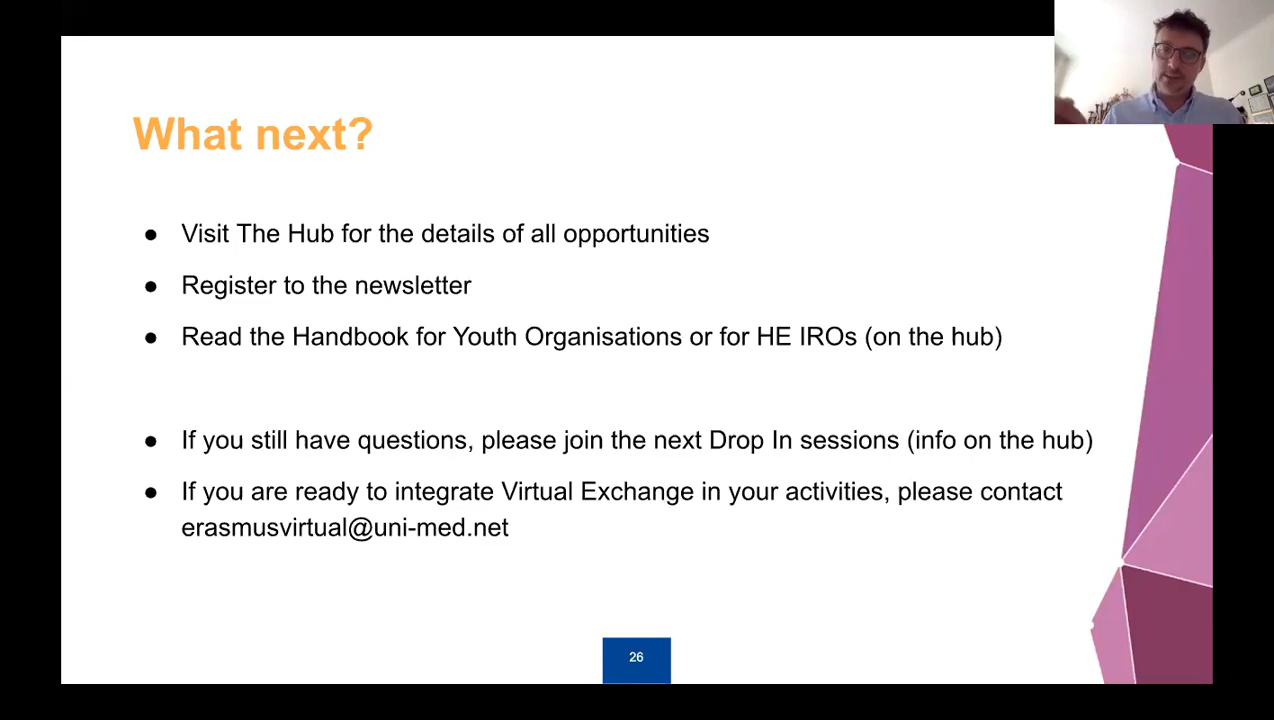 What next?
● Visit The Hub for the details of all opportunities
● Register to the newsletter
● Read the Handbook for Youth Organisations or for HE IROs (on the hub)
● If you still have questions, please join the next Drop In sessions (info on the hub)
● If you are ready to integrate Virtual Exchange in your activities, please contact
erasmusvirtual@uni-med.net
26